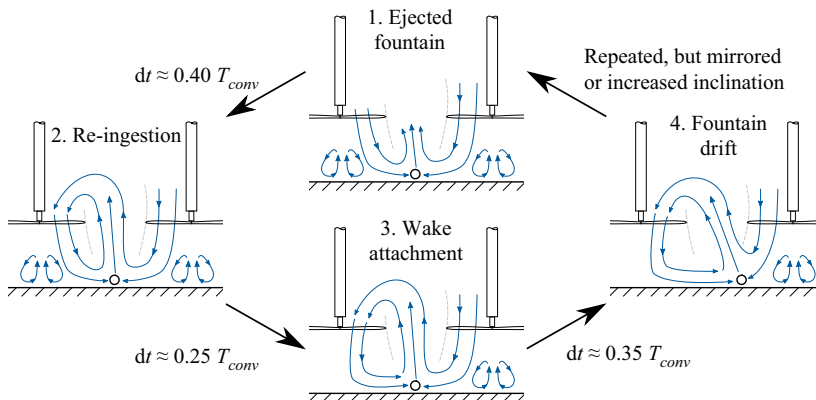 1. Ejected
fountain
dt ≈ 0.40 T_conv
Repeated, but mirrored
or increased inclination
2. Re-ingestion
4. Fountain
drift
3. Wake
attachment
dt ≈ 0.25 T_conv
dt ≈ 0.35 T_conv